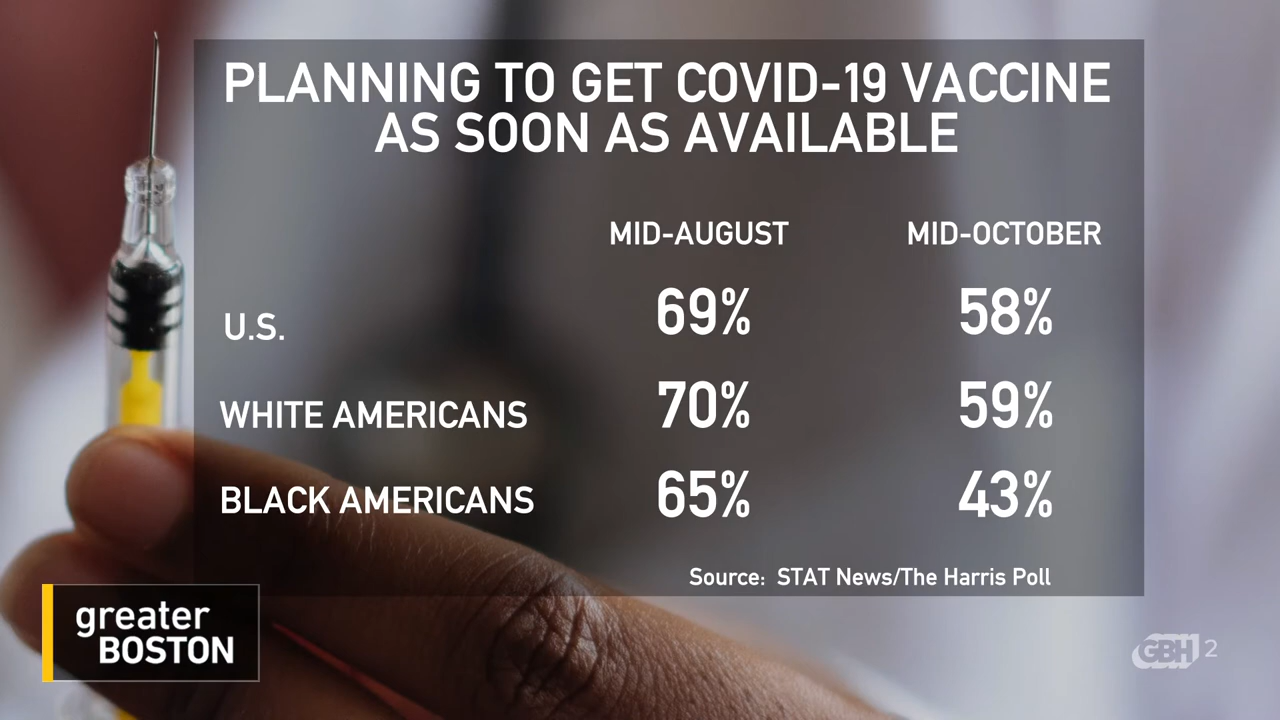 PLANNING TO GET COVID-19 VACCINE
AS SOON AS AVAILABLE
MID-AUGUST MID-OCTOBER
U.S. 69% 58%
WHITE AMERICANS 70% 59%
BLACK AMERICANS 65% 43%
Source: STAT News/The Harris Poll
greater
BOSTON
GBH 2